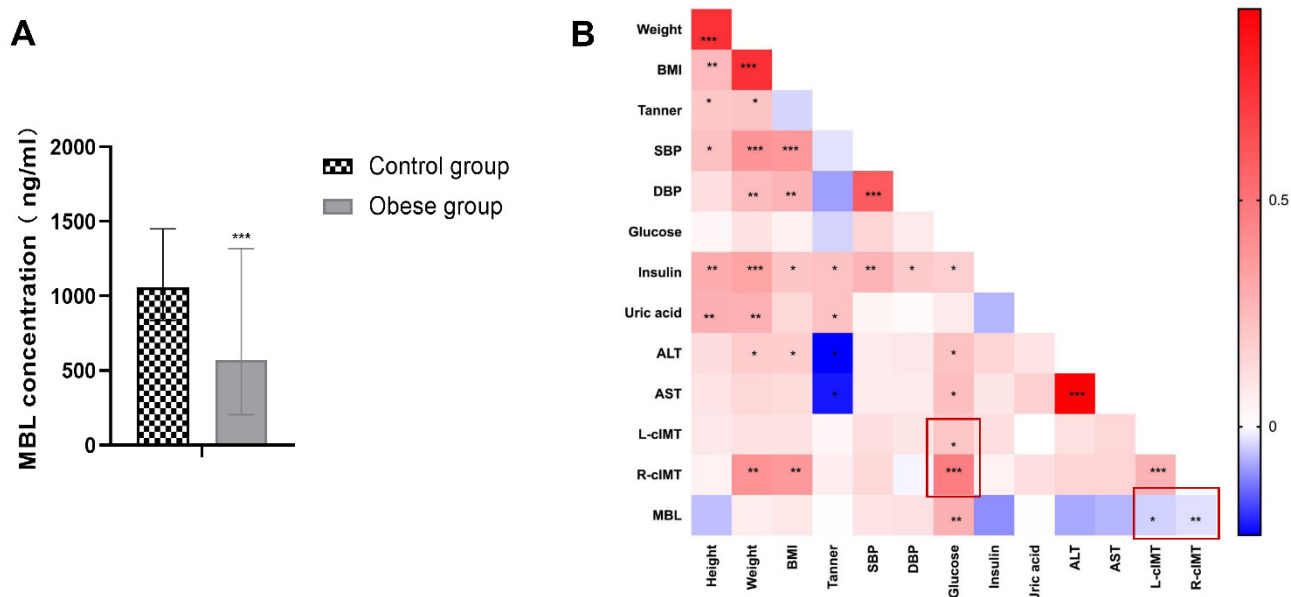 A
MBL concentration（ ng/ml）
2000
1500
1000
500
0
***
Control group
Obese group
B
Weight ***
BMI ** ***
Tanner * *
SBP * *** ***
DBP ** ** ***
Glucose
Insulin ** *** * * ** * *
Uric acid ** ** *
ALT * * * *
AST * * ***
L-cIMT *
R-cIMT ** ** *** ***
MBL ** * **
Height
Weight
BMI
Tanner
SBP
DBP
Glucose
Insulin
Uric acid
ALT
AST
L-cIMT
R-cIMT
0.5
0